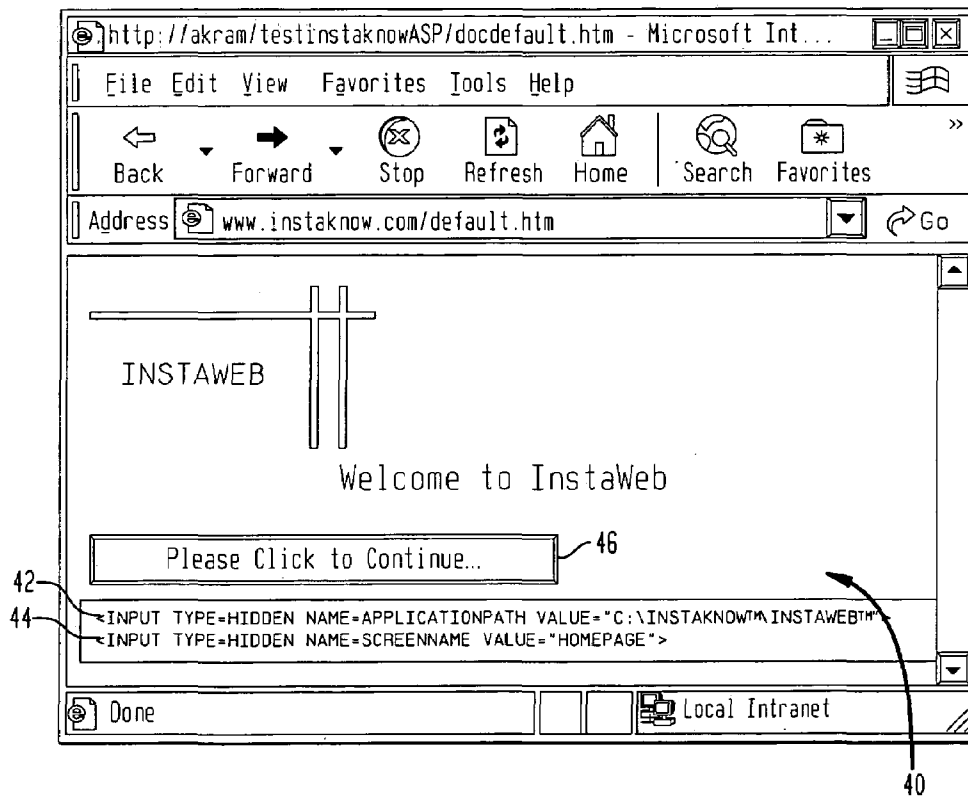 http://akram/testinstaknowASP/docdefault.htm - Microsoft Int...
File Edit View Favorites Tools Help
Back Forward Stop Refresh Home Search Favorites »
Address www.instaknow.com/default.htm Go
INSTAWEB
Welcome to InstaWeb
Please Click to Continue... 46
42 <INPUT TYPE=HIDDEN NAME=APPLICATIONPATH VALUE="C:\INSTAKNOW™\INSTAWEB™">
44 <INPUT TYPE=HIDDEN NAME=SCREENNAME VALUE="HOMEPAGE">
Done Local Intranet
40